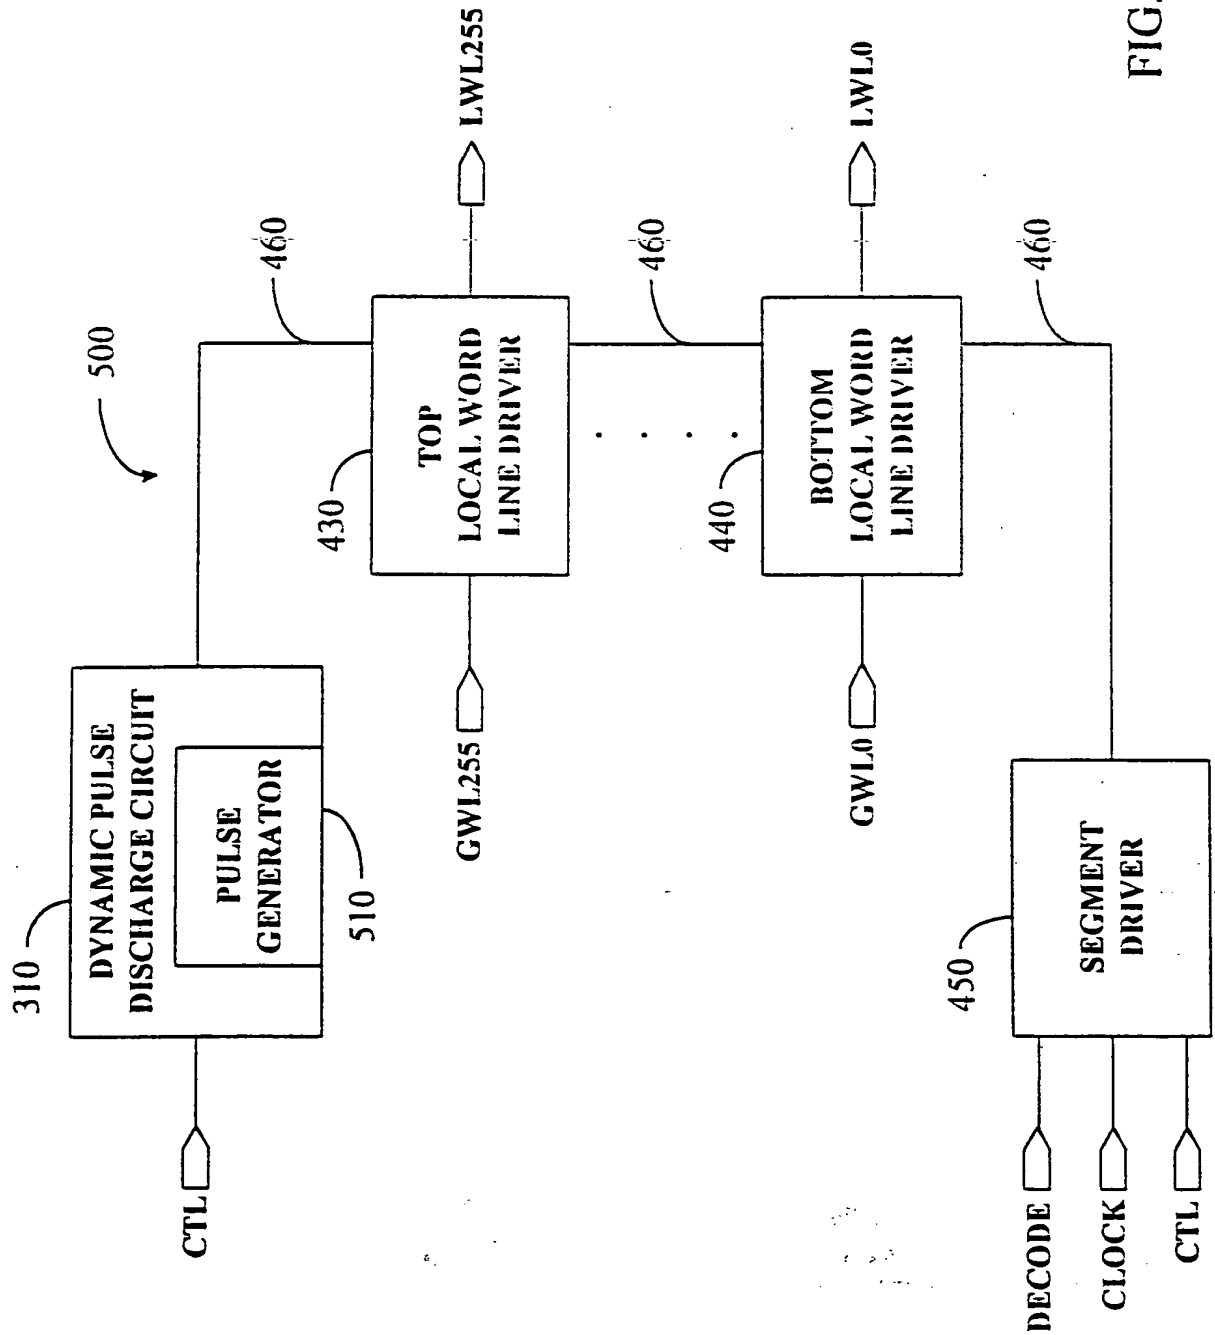 500
310
DYNAMIC PULSE
DISCHARGE CIRCUIT
PULSE
GENERATOR
510
CTL
460
430
TOP
LOCAL WORD
LINE DRIVER
GWL255
LWL255
460
440
BOTTOM
LOCAL WORD
LINE DRIVER
GWL0
LWL0
460
450
SEGMENT
DRIVER
DECODE
CLOCK
CTL
FIG.